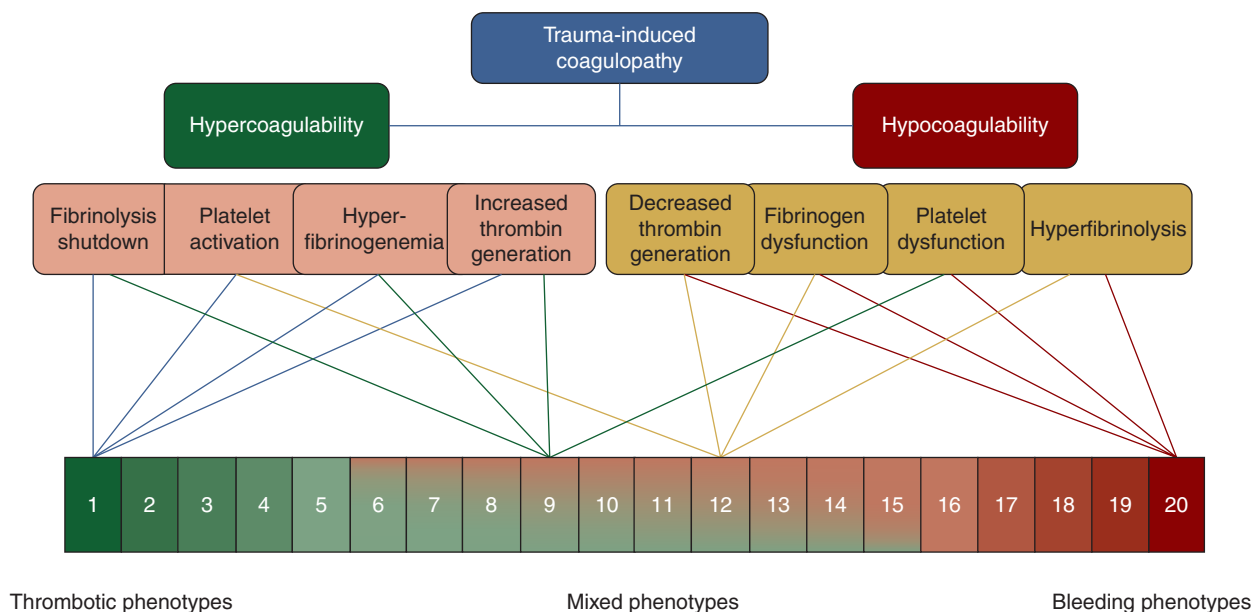 Trauma-induced
coagulopathy
Hypercoagulability
Hypocoagulability
Fibrinolysis
shutdown
Platelet
activation
Hyper-
fibrinogenemia
Increased
thrombin
generation
Decreased
thrombin
generation
Fibrinogen
dysfunction
Platelet
dysfunction
Hyperfibrinolysis
1 2 3 4 5 6 7 8 9 10 11 12 13 14 15 16 17 18 19 20
Thrombotic phenotypes
Mixed phenotypes
Bleeding phenotypes